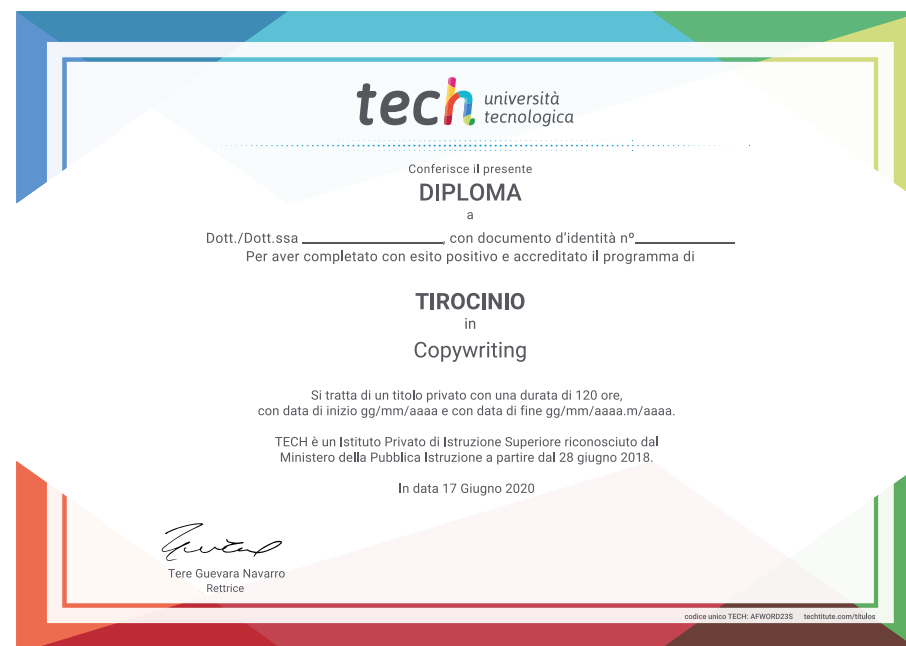 tech università
tecnologica
Conferisce il presente
DIPLOMA
a
Dott./Dott.ssa ____________________, con documento d'identità nº______________
Per aver completato con esito positivo e accreditato il programma di
TIROCINIO
in
Copywriting
Si tratta di un titolo privato con una durata di 120 ore,
con data di inizio gg/mm/aaaa e con data di fine gg/mm/aaaa.m/aaaa.
TECH è un Istituto Privato di Istruzione Superiore riconosciuto dal
Ministero della Pubblica Istruzione a partire dal 28 giugno 2018.
In data 17 Giugno 2020
Tere Guevara Navarro
Rettrice
codice unico TECH: AFWORD23S techtitute.com/titulos